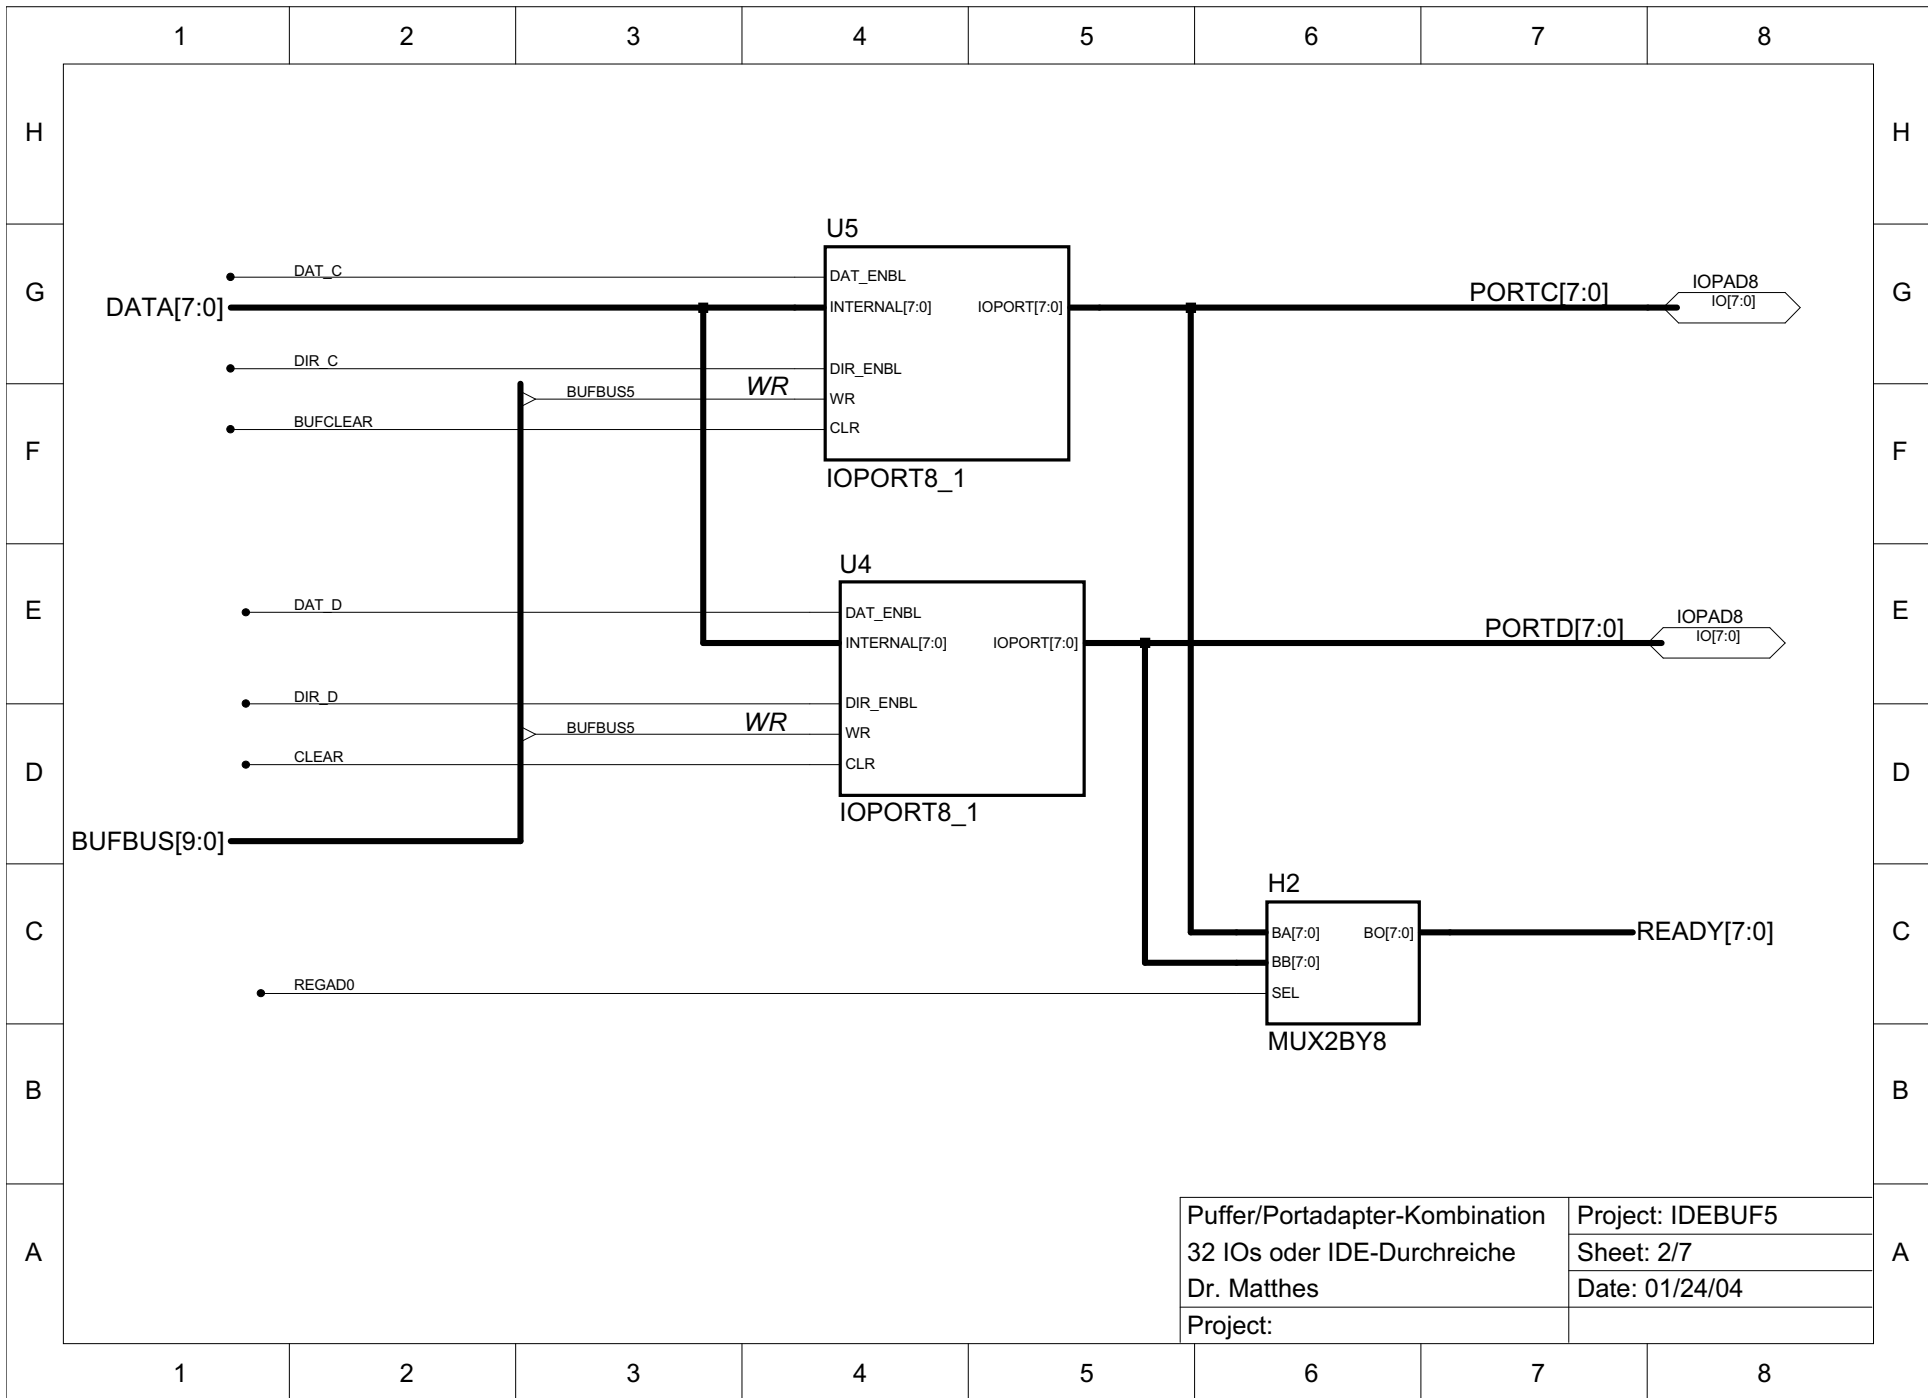 1 2 3 4 5 6 7 8
H H
U5
DAT_C DAT_ENBL
G DATA[7:0] INTERNAL[7:0] IOPORT[7:0] PORTC[7:0] IOPAD8 G
IO[7:0]
DIR_C DIR_ENBL
BUFBUS5 WR WR
BUFCLEAR CLR
F F
IOPORT8_1
U4
E DAT_D DAT_ENBL E
INTERNAL[7:0] IOPORT[7:0] PORTD[7:0] IOPAD8
IO[7:0]
DIR_D DIR_ENBL
BUFBUS5 WR WR
D CLEAR CLR D
IOPORT8_1
BUFBUS[9:0]
H2
C BA[7:0] BO[7:0] READY[7:0] C
BB[7:0]
REGAD0 SEL
MUX2BY8
B B
Puffer/Portadapter-Kombination Project: IDEBUF5
A 32 IOs oder IDE-Durchreiche Sheet: 2/7 A
Dr. Matthes Date: 01/24/04
Project:
1 2 3 4 5 6 7 8